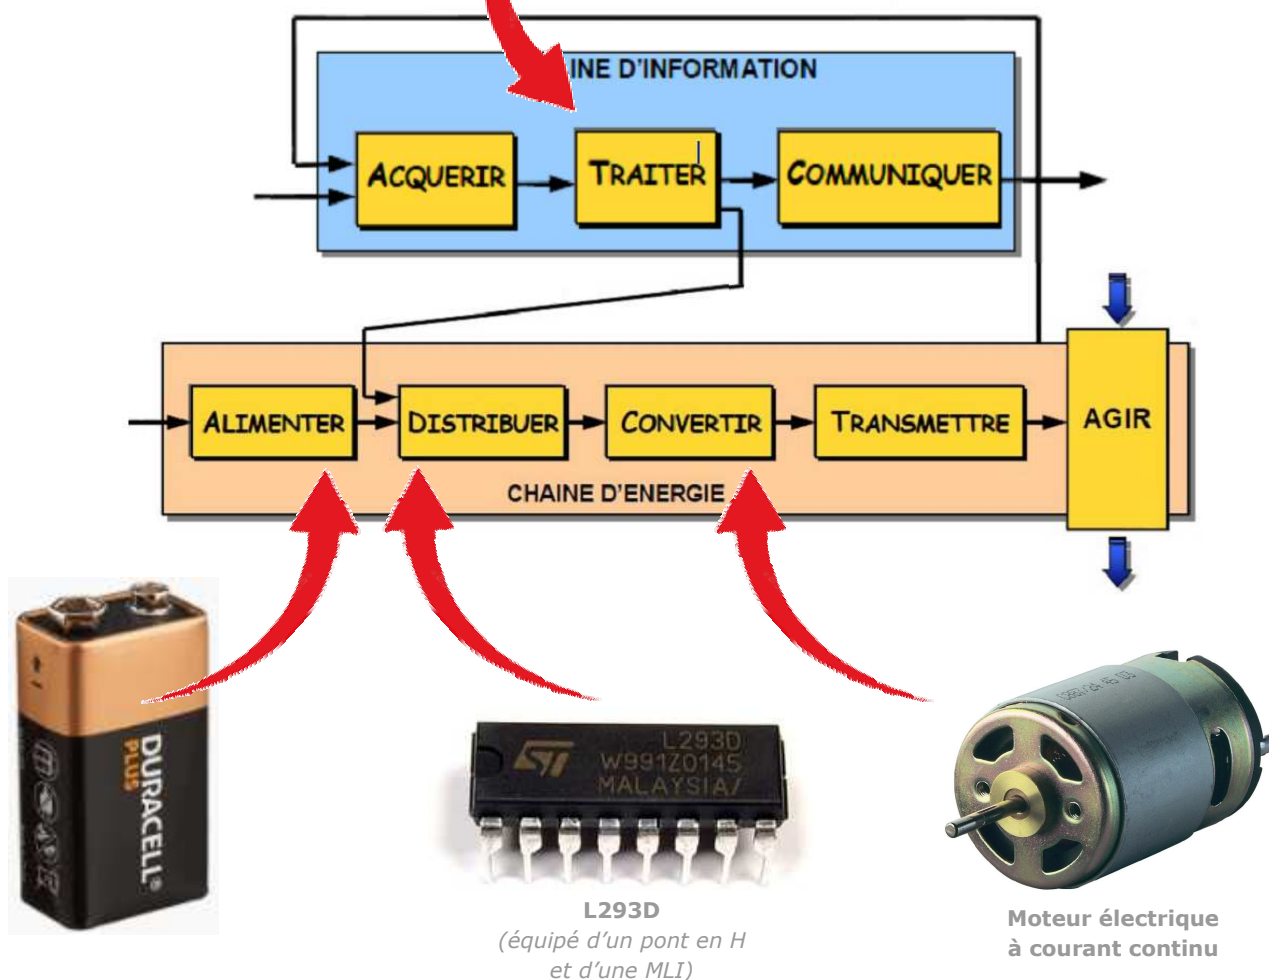 INE D'INFORMATION
ACQUERIR
TRAITER
COMMUNIQUER
ALIMENTER
DISTRIBUER
CONVERTIR
TRANSMETTRE
AGIR
CHAINE D'ENERGIE
DURACELL®
PLUS
L293D
W991Z0145
MALAYSIA/
L293D
(équipé d'un pont en H
et d'une MLI)
Moteur électrique
à courant continu